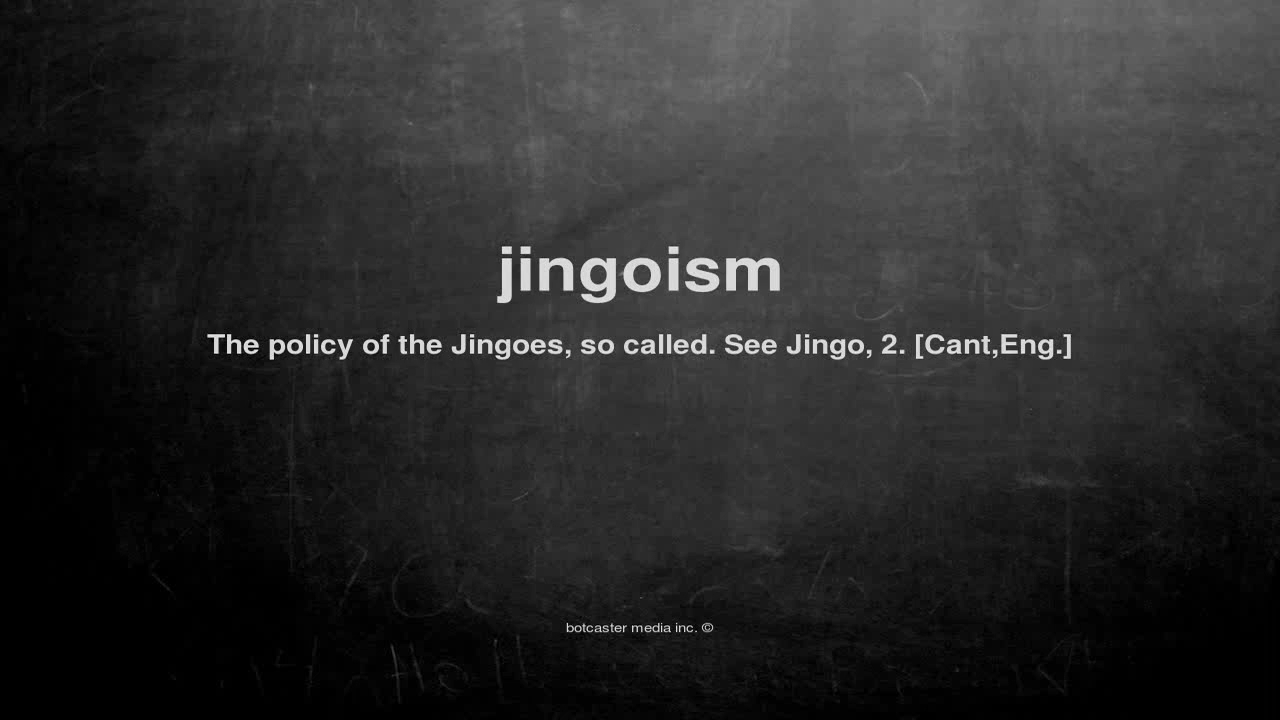 jingoism
The policy of the Jingoes, so called. See Jingo, 2. [Cant,Eng.]
botcaster media inc. ©